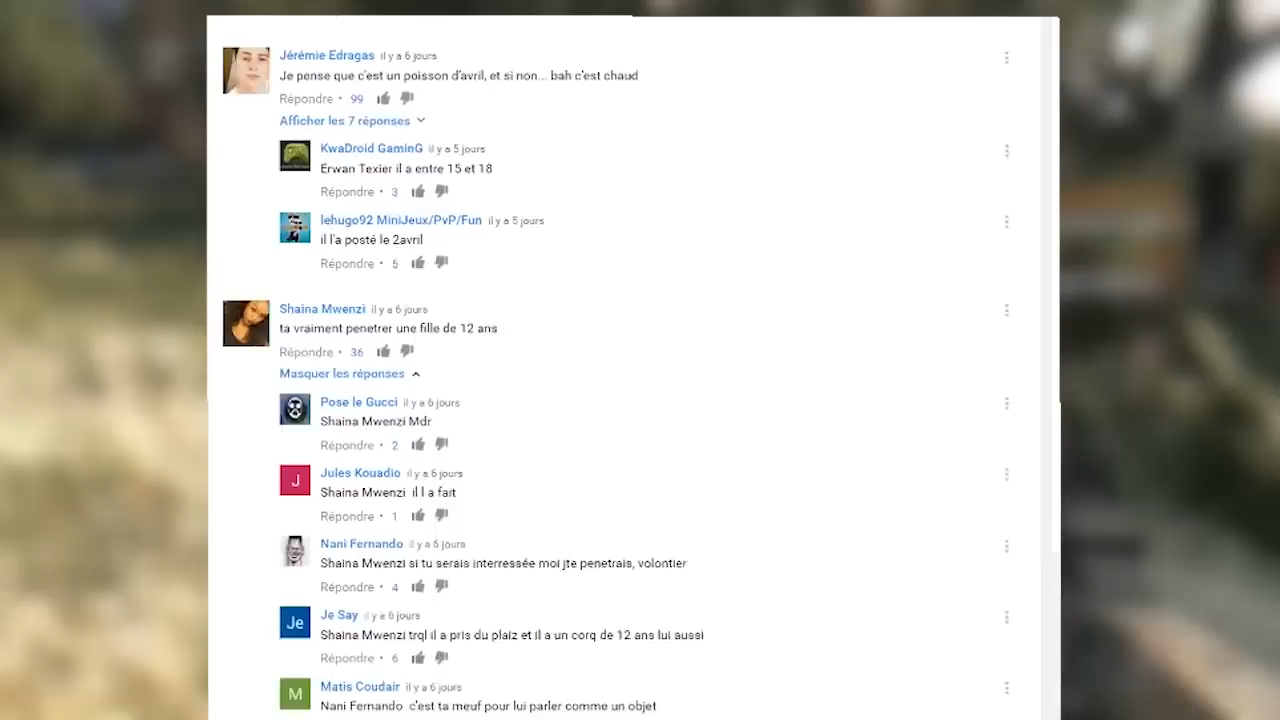 Jérémie Edragas il y a 6 jours
Je pense que c'est un poisson d'avril, et si non... bah c'est chaud
Répondre • 99
Afficher les 7 réponses
KwaDroid GaminG il y a 5 jours
Erwan Texier il a entre 15 et 18
Répondre • 3
lehugo92 MiniJeux/PvP/Fun il y a 5 jours
il l'a posté le 2avril
Répondre • 5
Shaina Mwenzi il y a 6 jours
ta vraiment penetrer une fille de 12 ans
Répondre • 36
Masquer les réponses
Pose le Gucci il y a 6 jours
Shaina Mwenzi Mdr
Répondre • 2
J
Jules Kouadio il y a 6 jours
Shaina Mwenzi il l a fait
Répondre • 1
Nani Fernando il y a 6 jours
Shaina Mwenzi si tu serais interressée moi jte penetrais, volontier
Répondre • 4
Je
Je Say il y a 6 jours
Shaina Mwenzi trql il a pris du plaiz et il a un corq de 12 ans lui aussi
Répondre • 6
M
Matis Coudair il y a 6 jours
Nani Fernando c'est ta meuf pour lui parler comme un objet